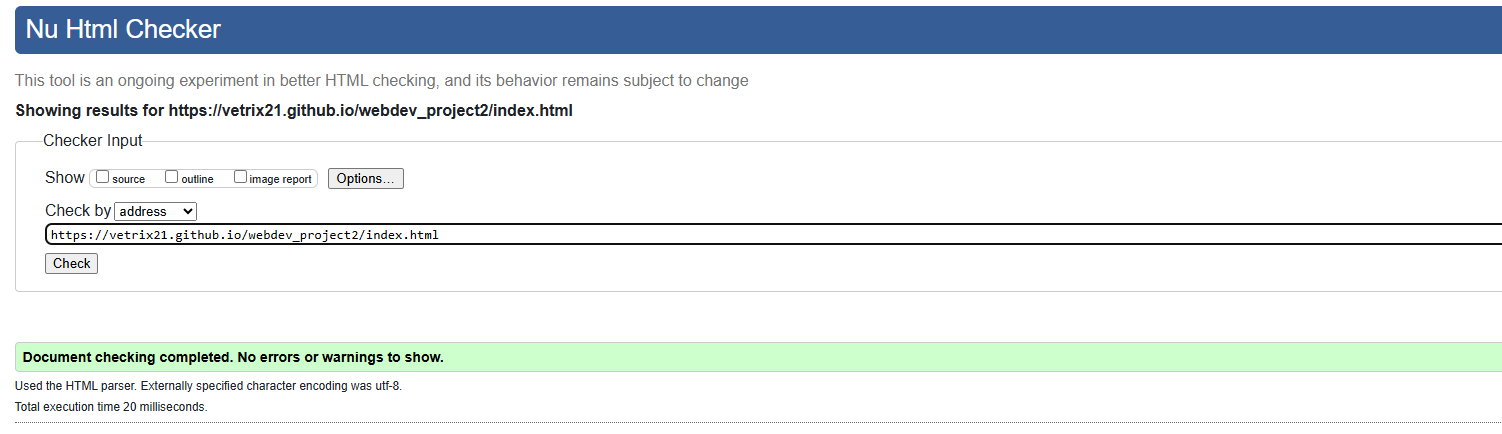 Nu Html Checker
This tool is an ongoing experiment in better HTML checking, and its behavior remains subject to change
Showing results for https://vetrix21.github.io/webdev_project2/index.html
Checker Input
Show source outline image report Options...
Check by address
https://vetrix21.github.io/webdev_project2/index.html
Check
Document checking completed. No errors or warnings to show.
Used the HTML parser. Externally specified character encoding was utf-8.
Total execution time 20 milliseconds.